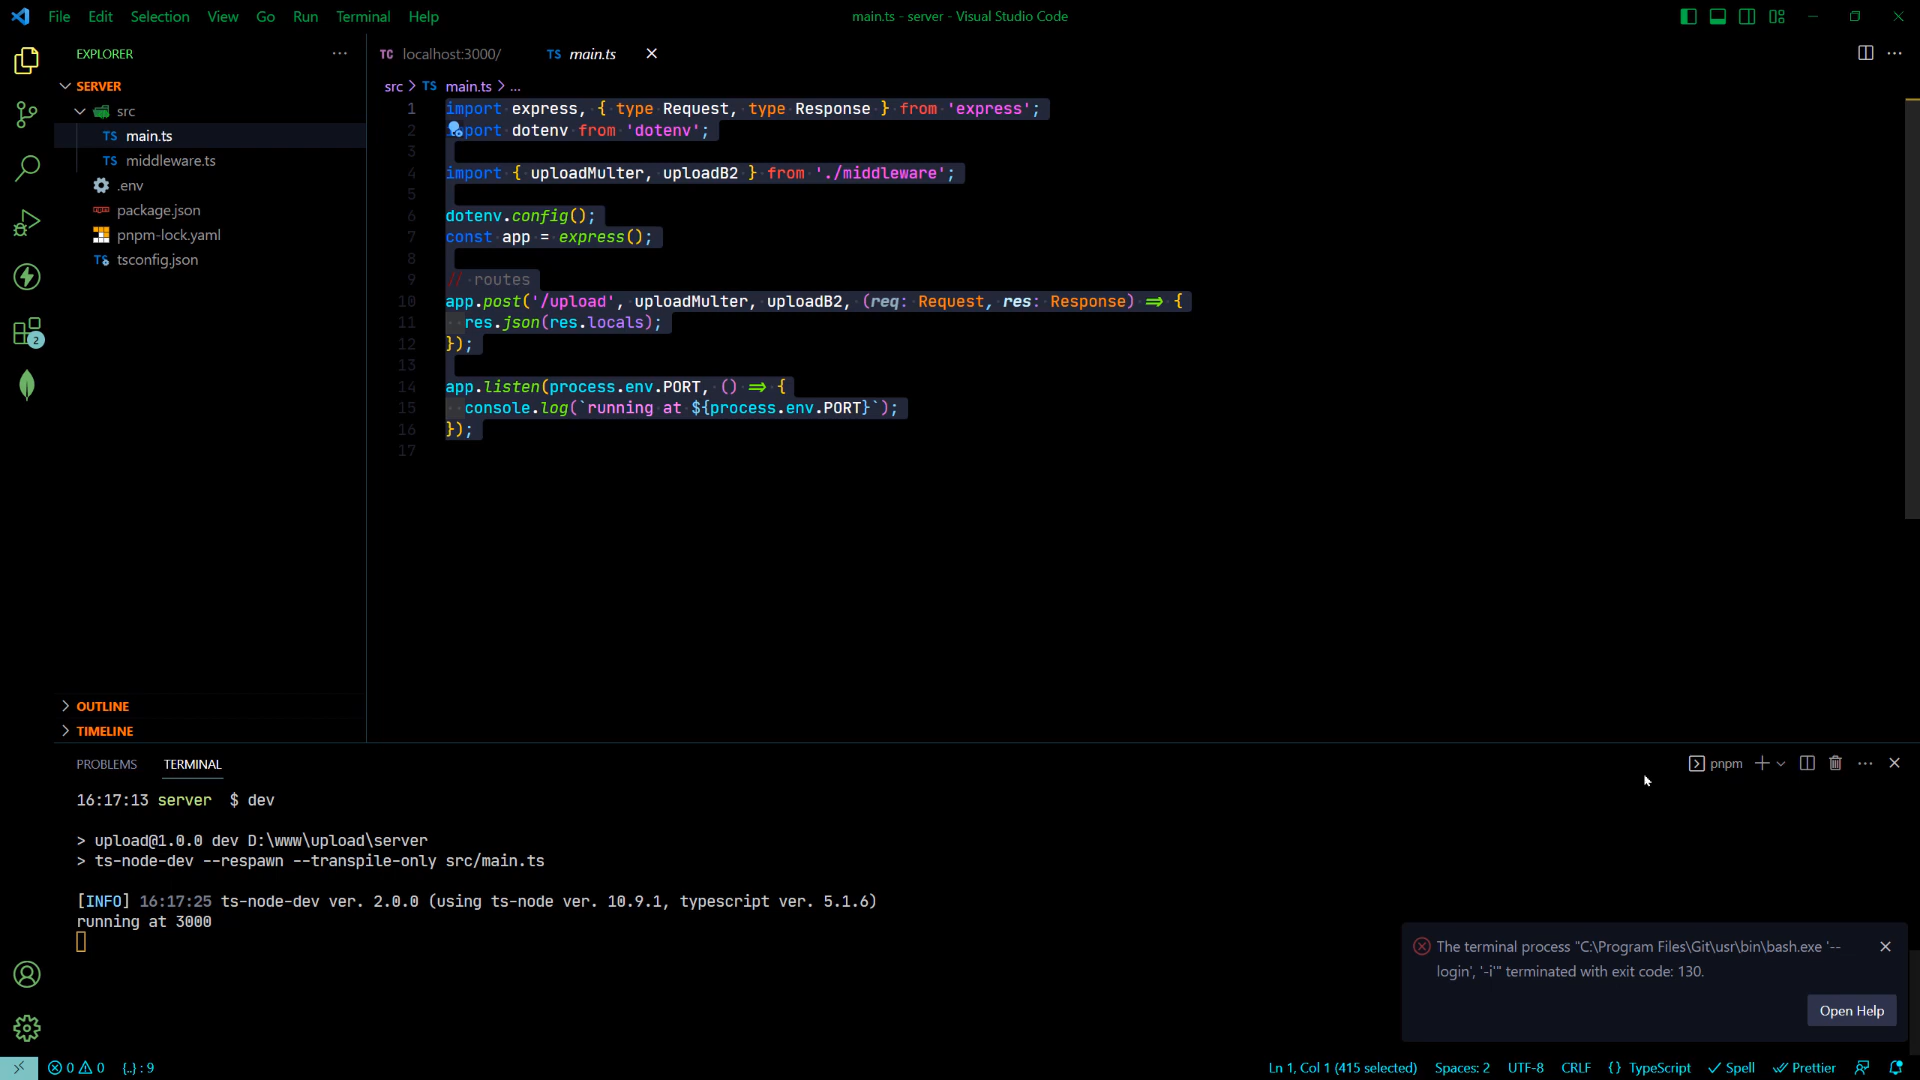 File Edit Selection View Go Run Terminal Help
main.ts - server - Visual Studio Code
EXPLORER
SERVER
src
TS main.ts
TS middleware.ts
.env
package.json
pnpm-lock.yaml
TS tsconfig.json
OUTLINE
TIMELINE
2
TC localhost:3000/
TS main.ts
src > TS main.ts > ...
1 import express, { type Request, type Response } from 'express';
2 port dotenv from 'dotenv';
3
4 import { uploadMulter, uploadB2 } from './middleware';
5
6 dotenv.config();
7 const app = express();
8
9 // routes
10 app.post('/upload', uploadMulter, uploadB2, (req: Request, res: Response) => {
11 res.json(res.locals);
12 });
13
14 app.listen(process.env.PORT, () => {
15 console.log(`running at ${process.env.PORT}`);
16 });
17
PROBLEMS TERMINAL
pnpm
16:17:13 server $ dev
> upload@1.0.0 dev D:\www\upload\server
> ts-node-dev --respawn --transpile-only src/main.ts
[INFO] 16:17:25 ts-node-dev ver. 2.0.0 (using ts-node ver. 10.9.1, typescript ver. 5.1.6)
running at 3000
The terminal process "C:\Program Files\Git\usr\bin\bash.exe '--
login', '-i'" terminated with exit code: 130.
Open Help
0 0 {..} : 9
Ln 1, Col 1 (415 selected) Spaces: 2 UTF-8 CRLF {} TypeScript Spell Prettier